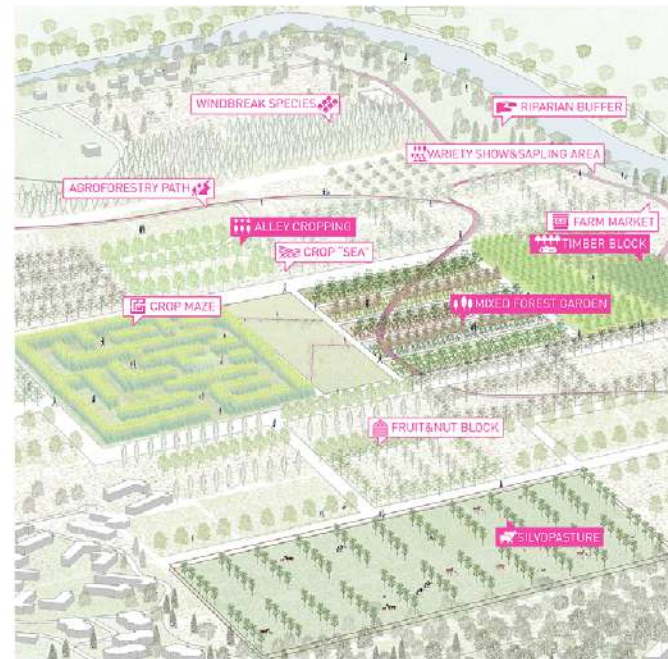 WINDBREAK SPECIES
RIPARIAN BUFFER
VARIETY SHOW&SAPLING AREA
AGROFORESTRY PATH
FARM MARKET
ALLEY CROPPING
TIMBER BLOCK
CROP "SEA"
CROP MAZE
MIXED FOREST GARDEN
FRUIT&NUT BLOCK
SILVOPASTURE